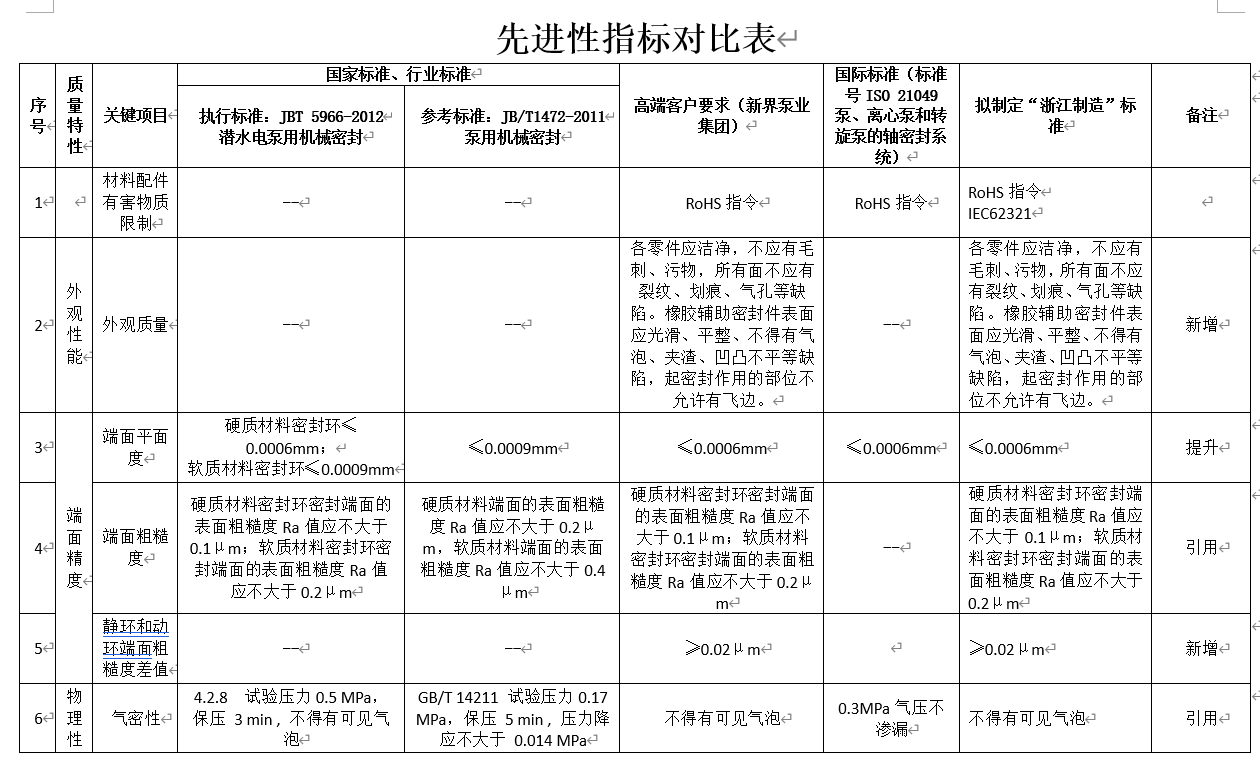 先进性指标对比表
序号
质量特性
关键项目
国家标准、行业标准
执行标准：JBT 5966-2012
潜水电泵用机械密封
参考标准：JB/T1472-2011
泵用机械密封
高端客户要求（新界泵业
集团）
国际标准（标准
号 ISO 21049
泵、离心泵和转
旋泵的轴密封系
统）
拟制定“浙江制造”标
准
备注
1
材料配件
有害物质
限制
—
—
RoHS 指令
RoHS 指令
RoHS 指令
IEC62321
2
外观性能
外观质量
—
—
各零件应洁净，不应有毛
刺、污物，所有面不应有
裂纹、划痕、气孔等缺
陷。橡胶辅助密封件表面
应光滑、平整、不得有气
泡、夹渣、凹凸不平等缺
陷，起密封作用的部位不
允许有飞边。
—
各零件应洁净，不应有
毛刺、污物，所有面不应
有裂纹、划痕、气孔等缺
陷。橡胶辅助密封件表
面应光滑、平整、不得有
气泡、夹渣、凹凸不平等
缺陷，起密封作用的部
位不允许有飞边。
新增
3
端面精度
端面平面
度
硬质材料密封环≤
0.0006mm；
软质材料密封环≤0.0009mm
≤0.0009mm
≤0.0006mm
≤0.0006mm
≤0.0006mm
提升
4
端面粗糙
度
硬质材料密封环密封端面的
表面粗糙度 Ra 值应不大于
0.1μm；软质材料密封环密
封端面的表面粗糙度 Ra 值
应不大于 0.2μm
硬质材料端面的表面粗糙
度 Ra 值应不大于 0.2μ
m，软质材料端面的表面
粗糙度 Ra 值应不大于 0.4
μm
硬质材料密封环密封端面
的表面粗糙度 Ra 值应不
大于 0.1μm；软质材料
密封环密封端面的表面粗
糙度 Ra 值应不大于 0.2μ
m
—
硬质材料密封环密封端
面的表面粗糙度 Ra 值应
不大于 0.1μm；软质材
料密封环密封端面的表
面粗糙度 Ra 值应不大于
0.2μm
引用
5
静环和动
环端面粗
糙度差值
—
—
≥0.02μm
≥0.02μm
新增
6
物理性
气密性
4.2.8 试验压力 0.5 MPa，
保压 3 min，不得有可见气
泡
GB/T 14211 试验压力 0.17
MPa，保压 5 min，压力降
应不大于 0.014 MPa
不得有可见气泡
0.3MPa 气压不
渗漏
不得有可见气泡
引用